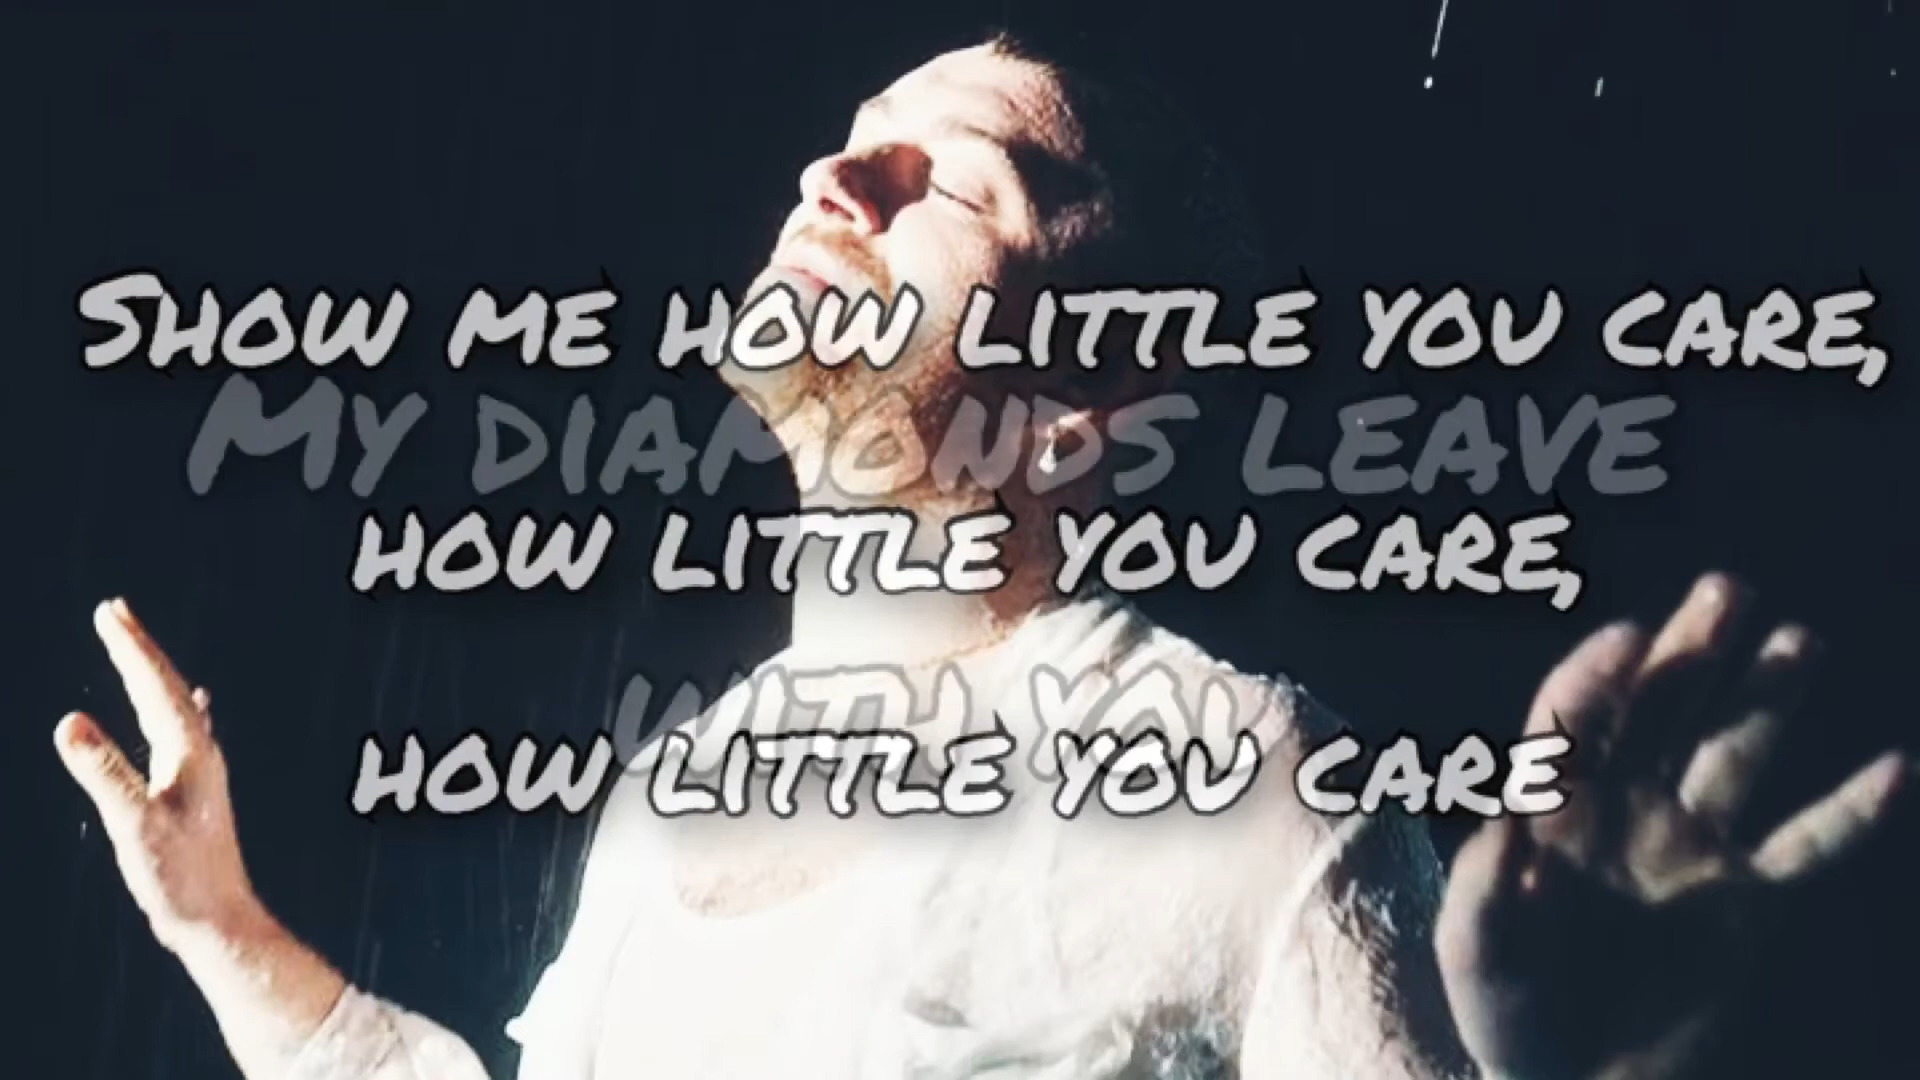 Show me how little you care,
My diamonds leave
how little you care,
with you
how little you care